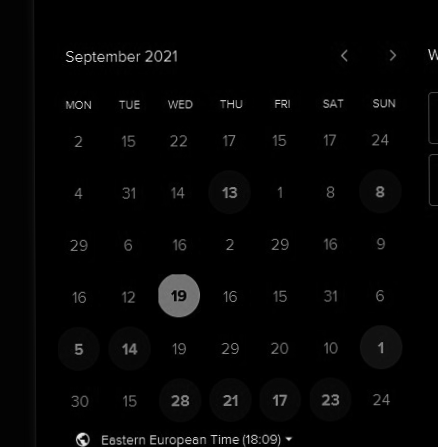 September 2021
W
MON TUE WED THU FRI SAT SUN
2 15 22 17 15 17 24
4 31 14 13 1 8 8
29 6 16 2 29 16 9
16 12 19 16 15 31 6
5 14 19 29 20 10 1
30 15 28 21 17 23 24
Eastern European Time (18:09)